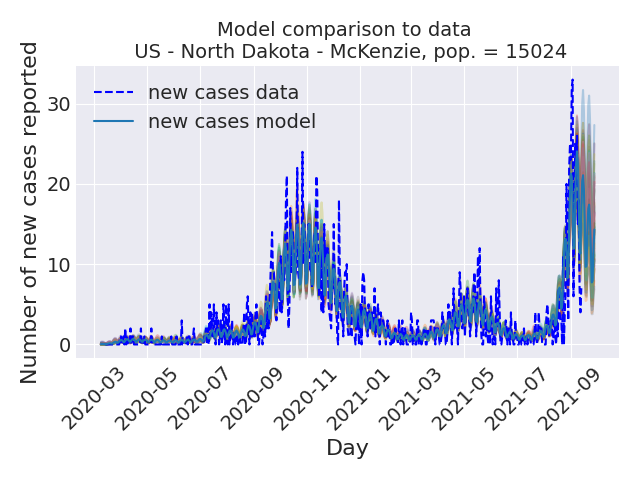 Model comparison to data
US - North Dakota - McKenzie, pop. = 15024
Number of new cases reported
30
20
10
0
new cases data
new cases model
2020-03
2020-05
2020-07
2020-09
2020-11
2021-01
2021-03
2021-05
2021-07
2021-09
Day